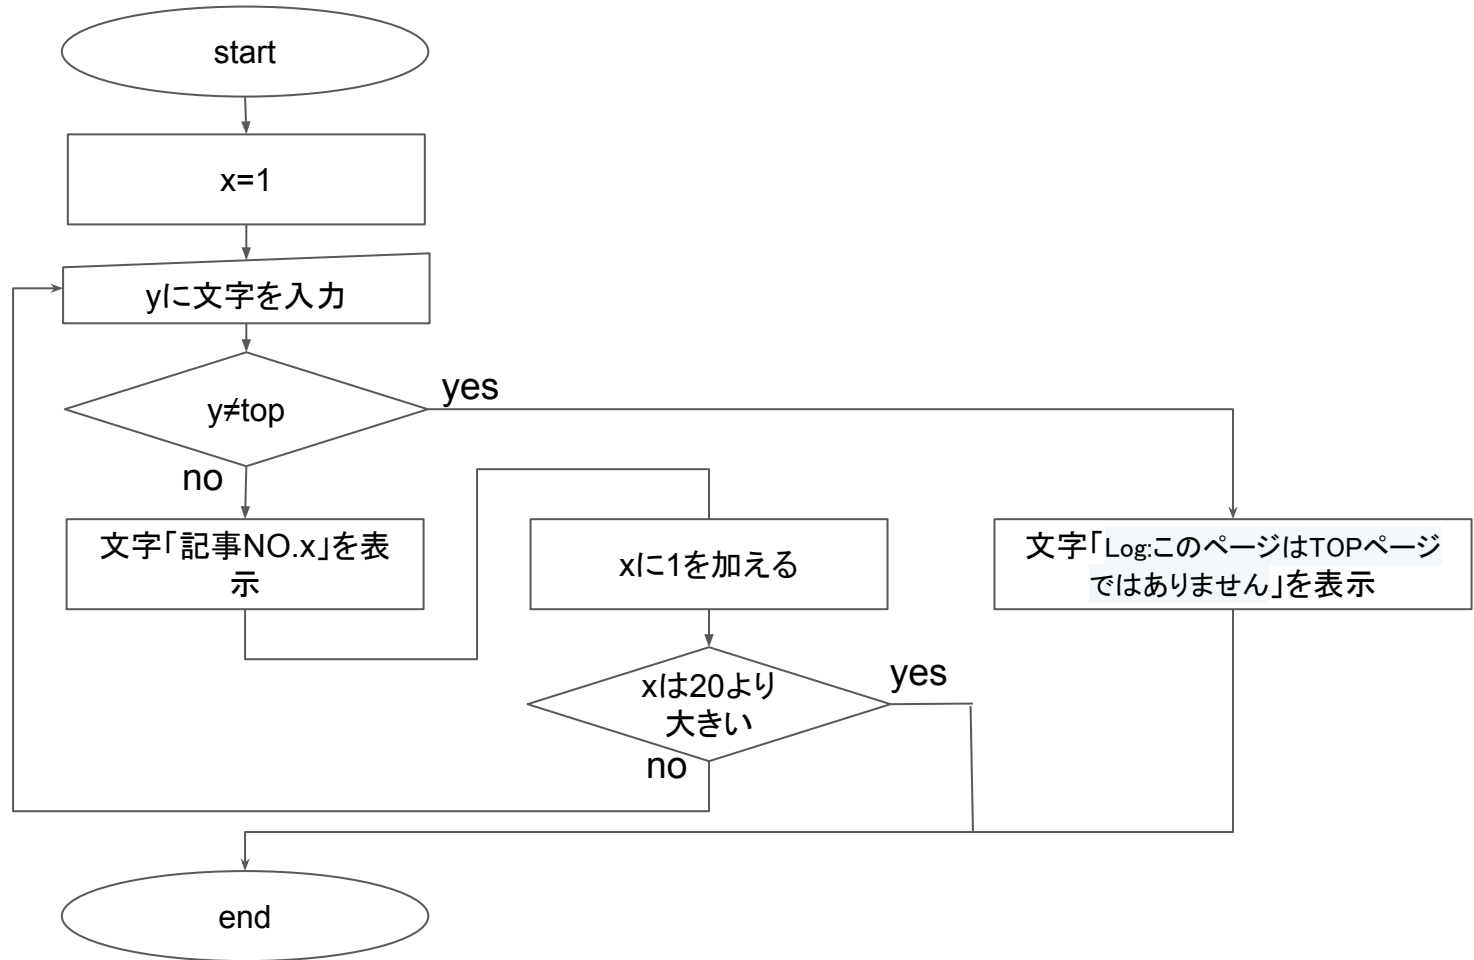 start
x=1
yに文字を入力
y≠top
yes
no
文字「記事NO.x」を表
示
xに1を加える
文字「Log:このページはTOPページ
ではありません」を表示
xは20より
大きい
yes
no
end